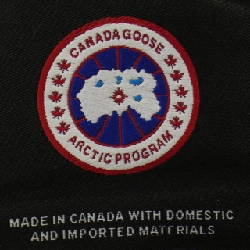 CANADA GOOSE
ARCTIC PROGRAM
MADE IN CANADA WITH DOMESTIC
AND IMPORTED MATERIALS